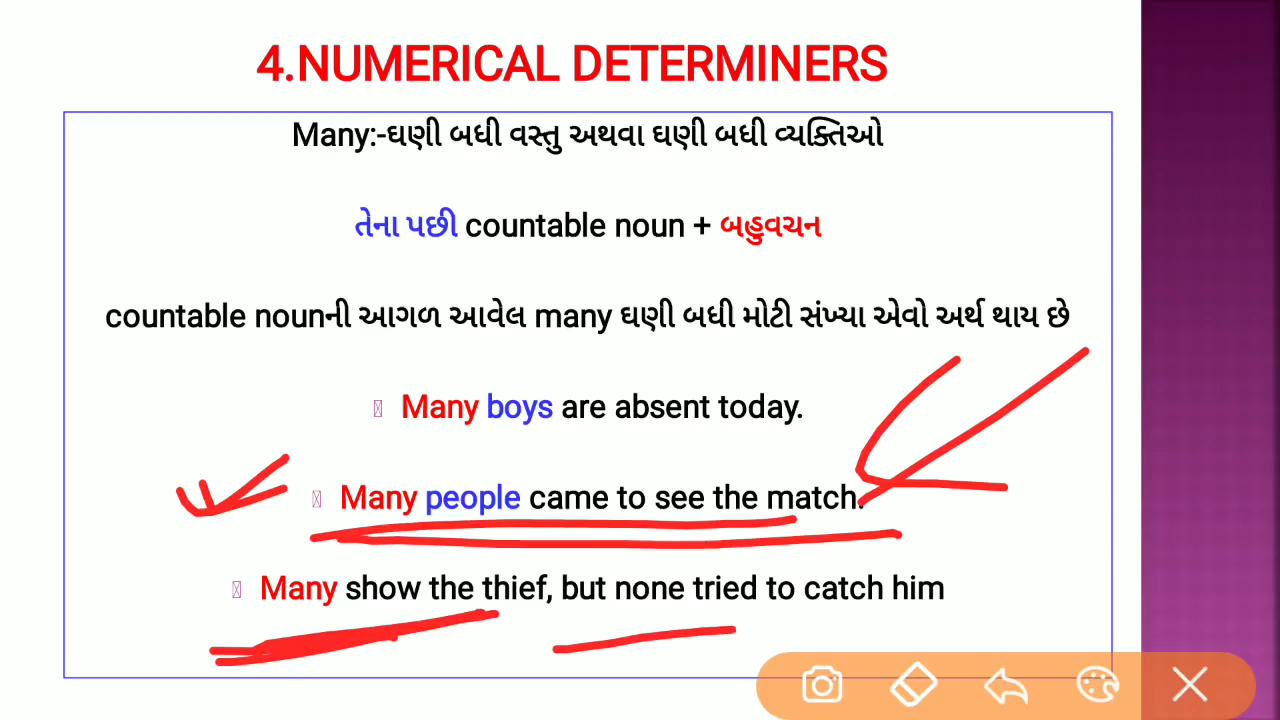 4.NUMERICAL DETERMINERS
Many:-ઘણી બધી વસ્તુ અથવા ઘણી બધી વ્યક્તિઓ
તેના પછી countable noun + બહુવચન
countable nounની આગળ આવેલ many ઘણી બધી મોટી સંખ્યા એવો અર્થ થાય છે
Many boys are absent today.
Many people came to see the match.
Many show the thief, but none tried to catch him